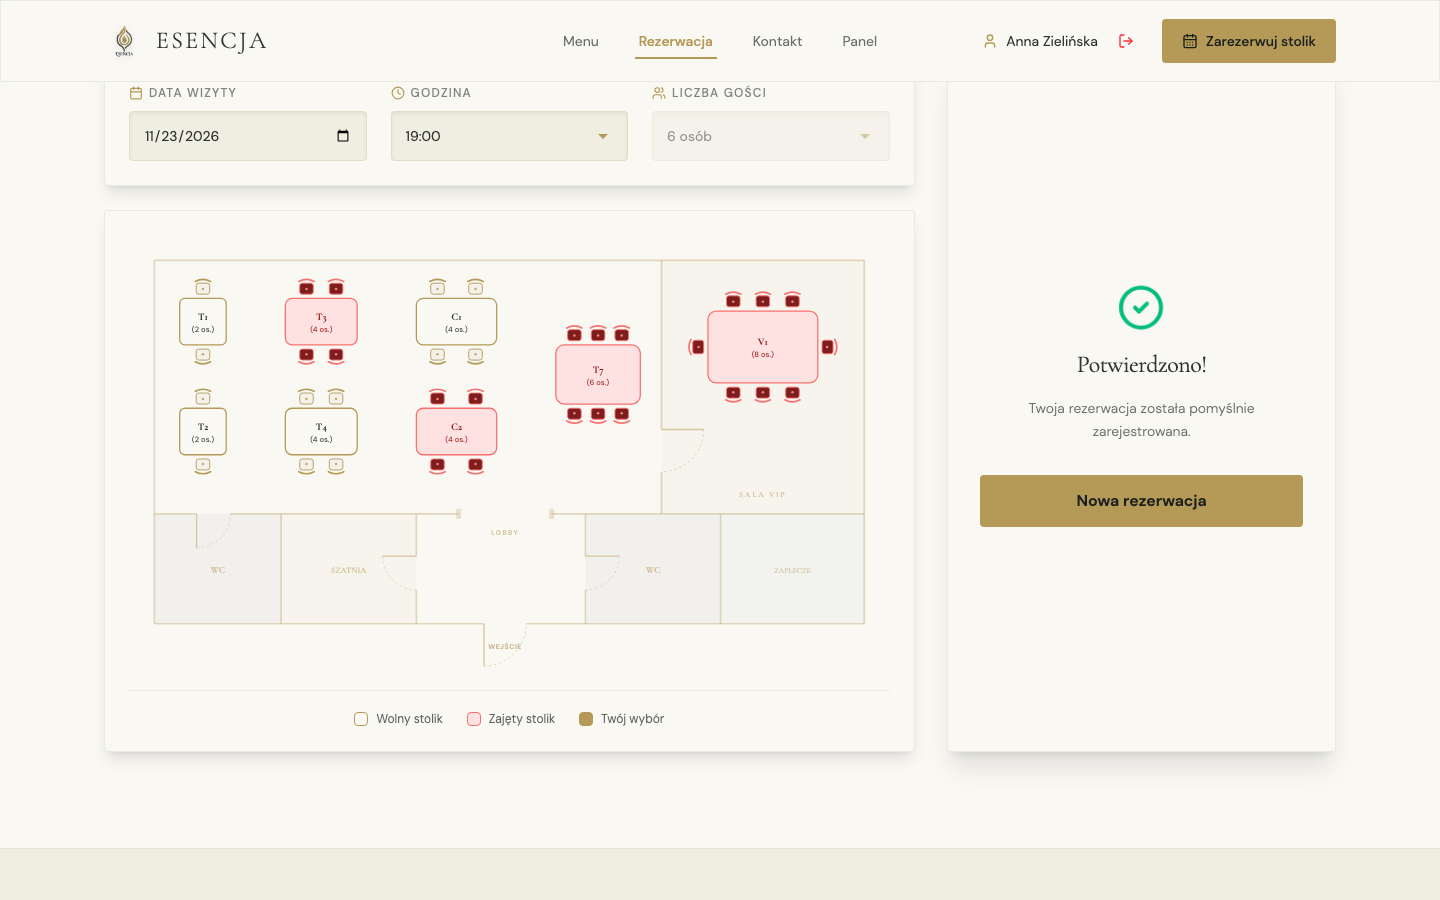 ESENCJA
ESENCJA
Menu
Rezerwacja
Kontakt
Panel
Anna Zielińska
Zarezerwuj stolik
DATA WIZYTY
GODZINA
LICZBA GOŚCI
11/23/2026
19:00
6 osób
T1
(2 os.)
T3
(4 os.)
C1
(4 os.)
T7
(6 os.)
V1
(8 os.)
T2
(2 os.)
T4
(4 os.)
C2
(4 os.)
SALA VIP
LOBBY
WC
SZATNIA
WC
ZAPLECZE
WEJŚCIE
Wolny stolik
Zajęty stolik
Twój wybór
Potwierdzono!
Twoja rezerwacja została pomyślnie
zarejestrowana.
Nowa rezerwacja